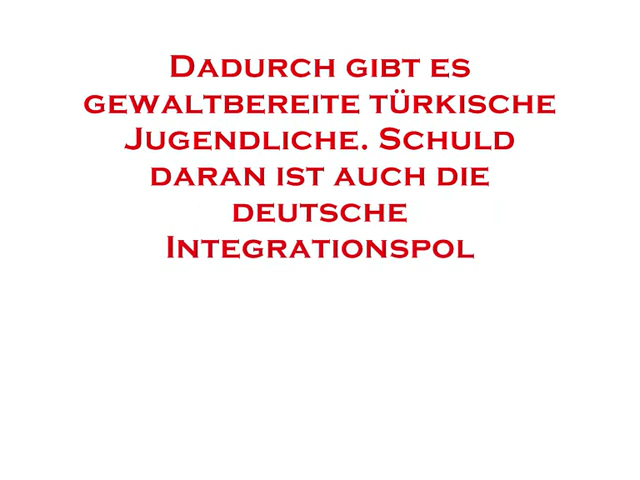 Dadurch gibt es
gewaltbereite türkische
Jugendliche. Schuld
daran ist auch die
deutsche
Integrationspol